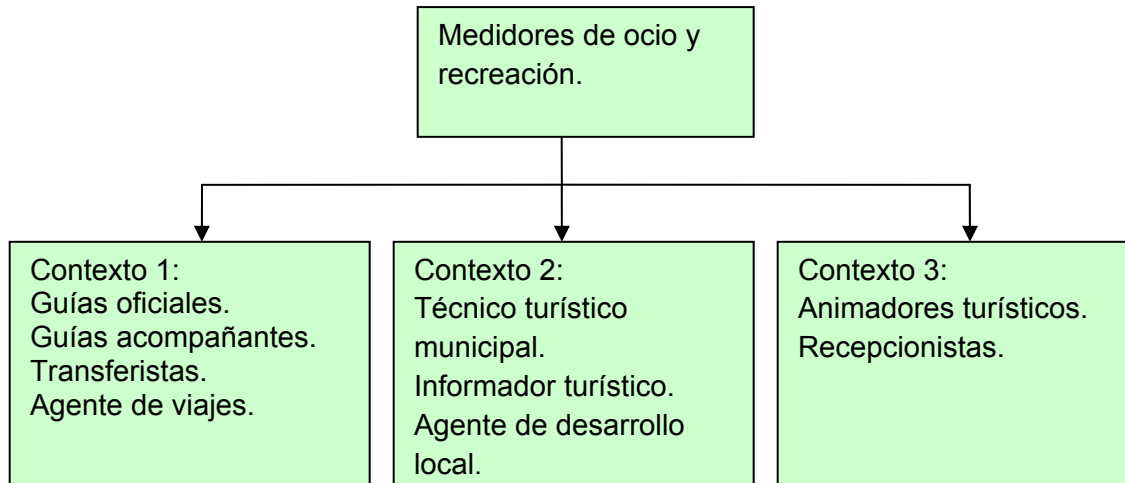 Medidores de ocio y
recreación.
Contexto 1:
Guías oficiales.
Guías acompañantes.
Transferistas.
Agente de viajes.
Contexto 2:
Técnico turístico
municipal.
Informador turístico.
Agente de desarrollo
local.
Contexto 3:
Animadores turísticos.
Recepcionistas.